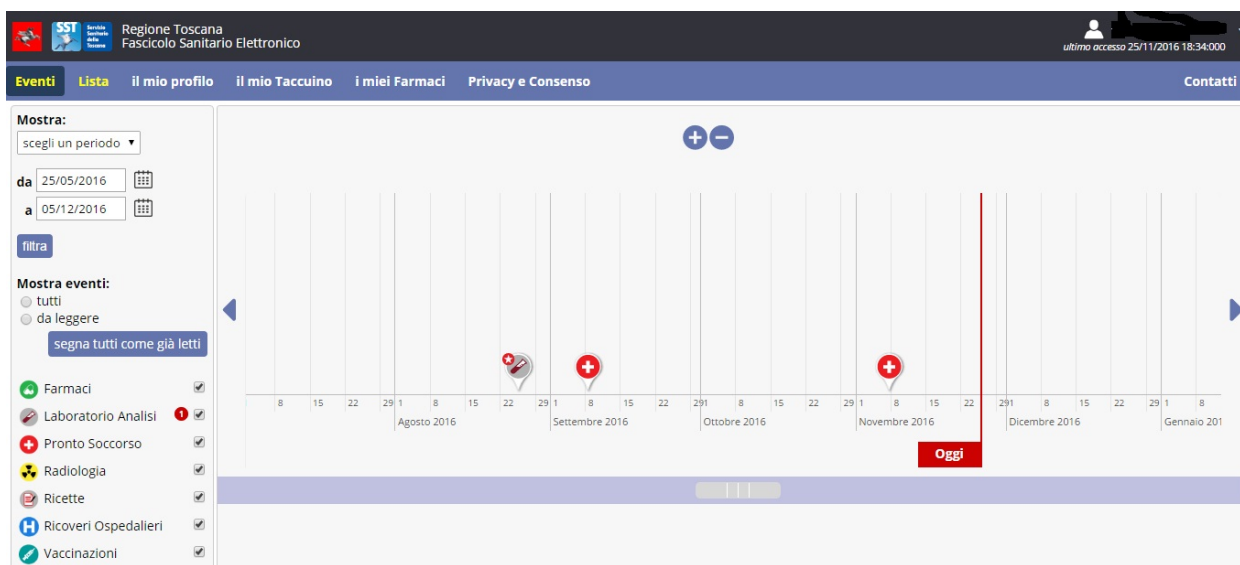 SST Servizio Sanitario della Toscana
Regione Toscana
Fascicolo Sanitario Elettronico
ultimo accesso 25/11/2016 18:34:000
Eventi Lista il mio profilo il mio Taccuino i miei Farmaci Privacy e Consenso Contatti
Mostra:
scegli un periodo
da 25/05/2016
a 05/12/2016
filtra
Mostra eventi:
tutti
da leggere
segna tutti come già letti
Farmaci
Laboratorio Analisi 1
Pronto Soccorso
Radiologia
Ricette
H Ricoveri Ospedalieri
Vaccinazioni
8 15 22 29 1 8 15 22 29 1 8 15 22 291 8 15 22 29 1 8 15 22 291 8 15 22 29 1 8
Agosto 2016 Settembre 2016 Ottobre 2016 Novembre 2016 Dicembre 2016 Gennaio 201
Oggi